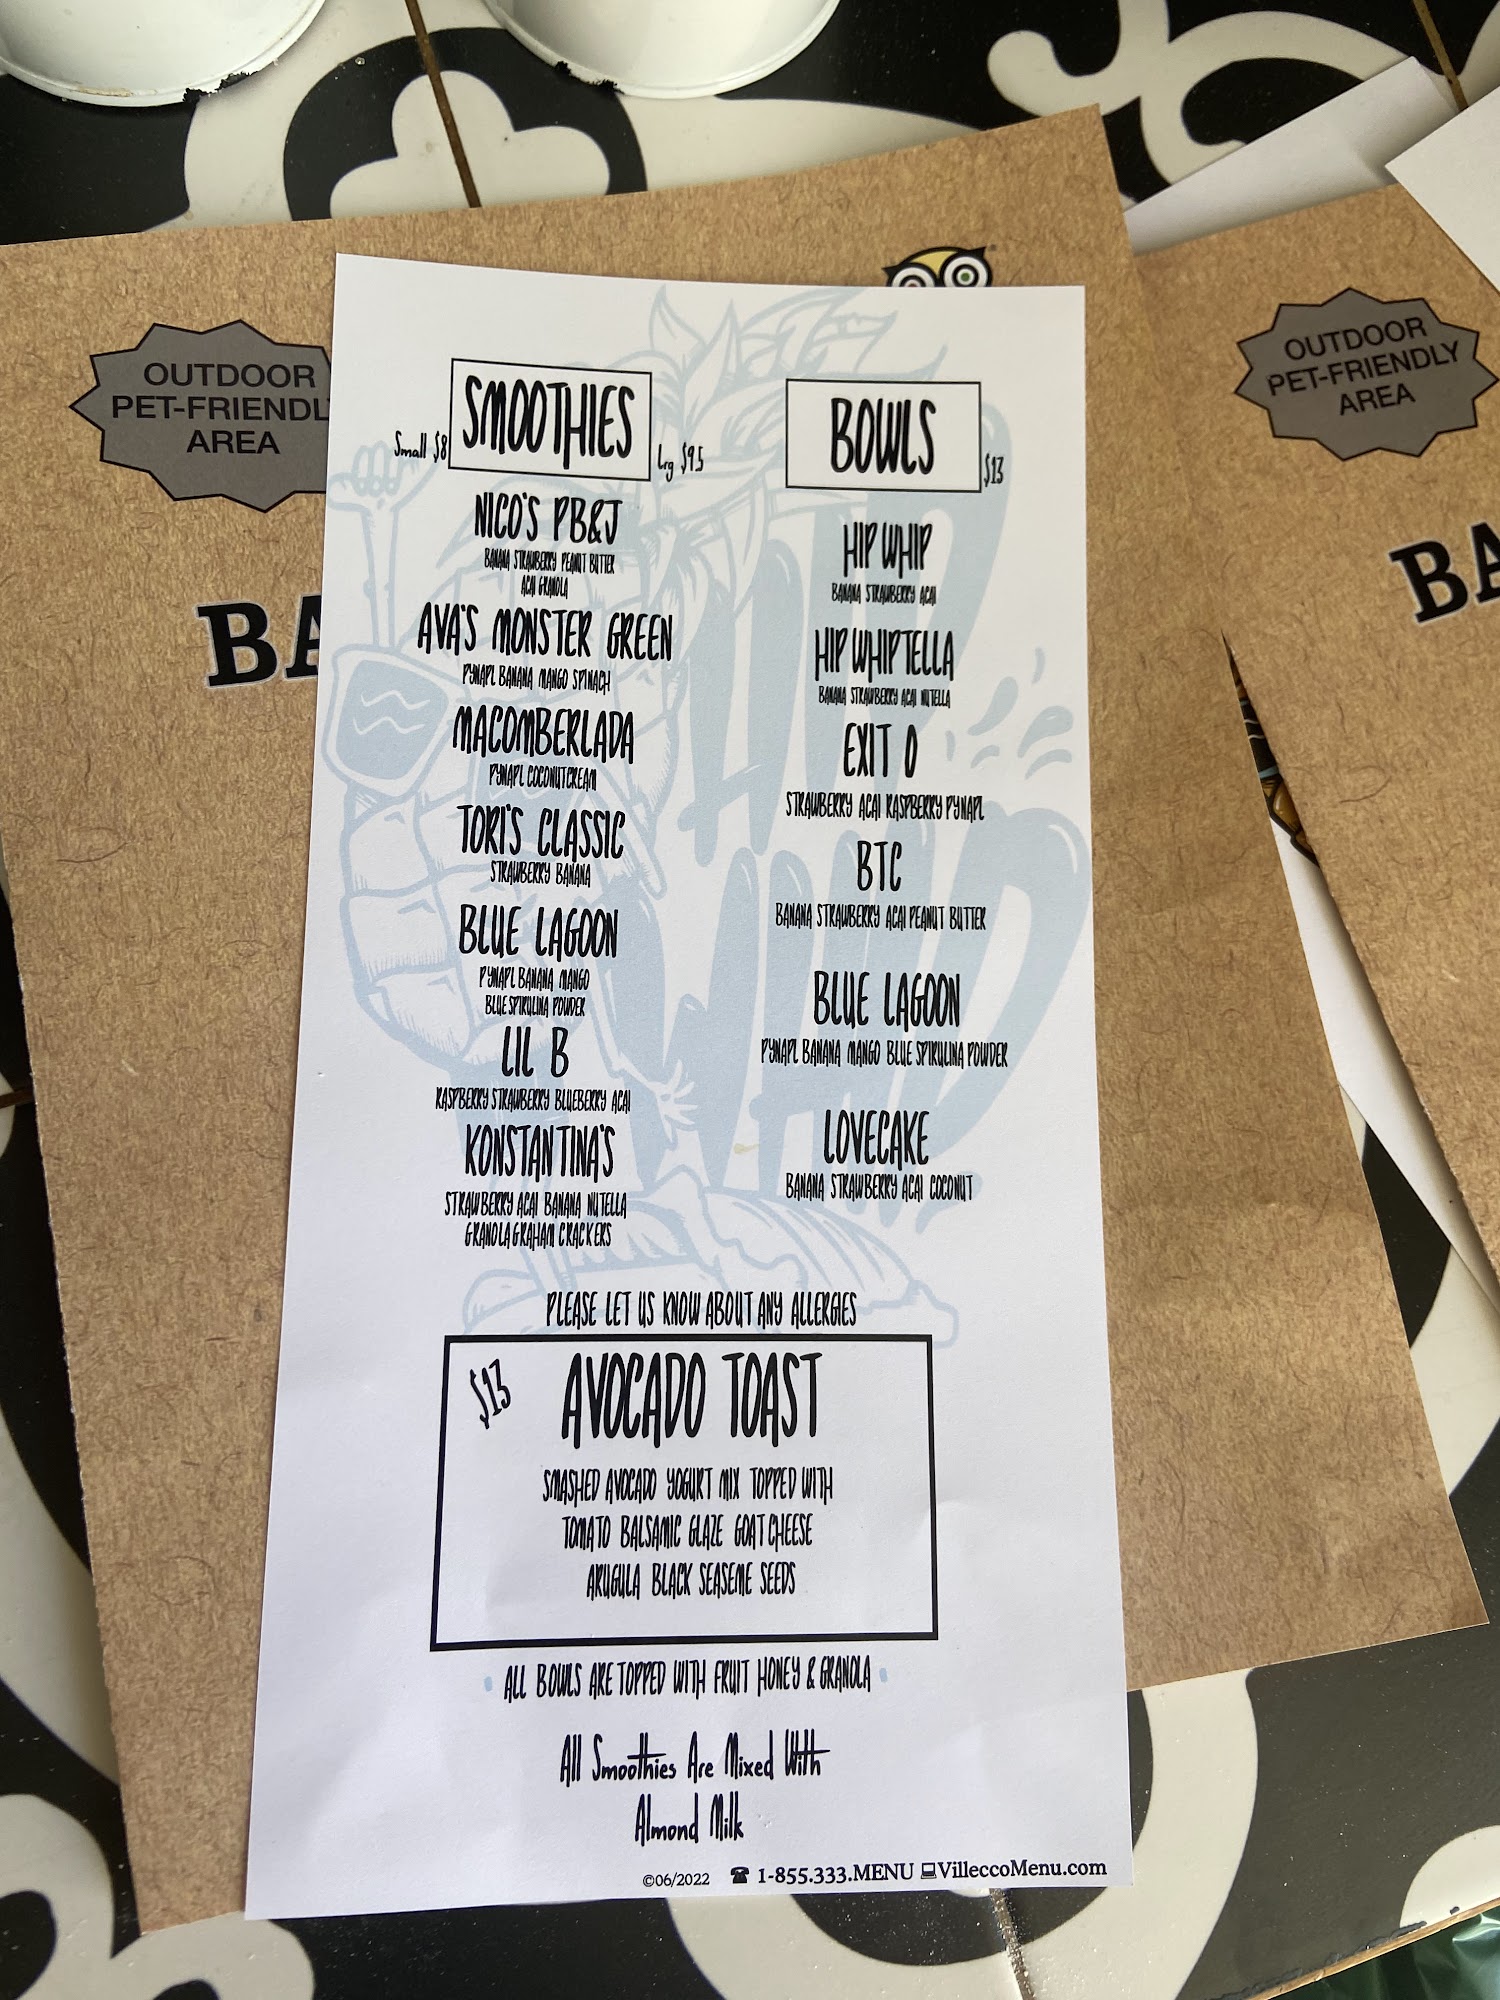 OUTDOOR
PET-FRIENDL
AREA
BA
OUTDOOR
PET-FRIENDLY
AREA
BA
Small $8
SMOOTHIES
Lrg $9.5
NICO'S PB&J
BANANA STRAWBERRY PEANUT BUTTER
ACAI GRANOLA
AVA'S MONSTER GREEN
PYNAPL BANANA MANGO SPINACH
MACOMBERLADA
PYNAPL COCONUTCREAM
TORI'S CLASSIC
STRAWBERRY BANANA
BLUE LAGOON
PYNAPL BANANA MANGO
BLUE SPIRULINA POWDER
LIL B
RASPBERRY STRAWBERRY BLUEBERRY ACAI
KONSTANTINA'S
STRAWBERRY ACAI BANANA NUTELLA
GRANOLA GRAHAM CRACKERS
BOWLS
$13
HIP WHIP
BANANA STRAWBERRY ACAI
HIP WHIPTELLA
BANANA STRAWBERRY ACAI NUTELLA
EXIT 0
STRAWBERRY ACAI RASPBERRY PYNAPL
BTC
BANANA STRAWBERRY ACAI PEANUT BUTTER
BLUE LAGOON
PYNAPL BANANA MANGO BLUE SPIRULINA POWDER
LOVECAKE
BANANA STRAWBERRY ACAI COCONUT
PLEASE LET US KNOW ABOUT ANY ALLERGIES
$13
AVOCADO TOAST
SMASHED AVOCADO YOGURT MIX TOPPED WITH
TOMATO BALSAMIC GLAZE GOAT CHEESE
ARUGULA BLACK SEASEME SEEDS
ALL BOWLS ARE TOPPED WITH FRUIT HONEY & GRANOLA
All Smoothies Are Mixed With
Almond Milk
©06/2022 ☎ 1-855.333.MENU 💻VilleccoMenu.com